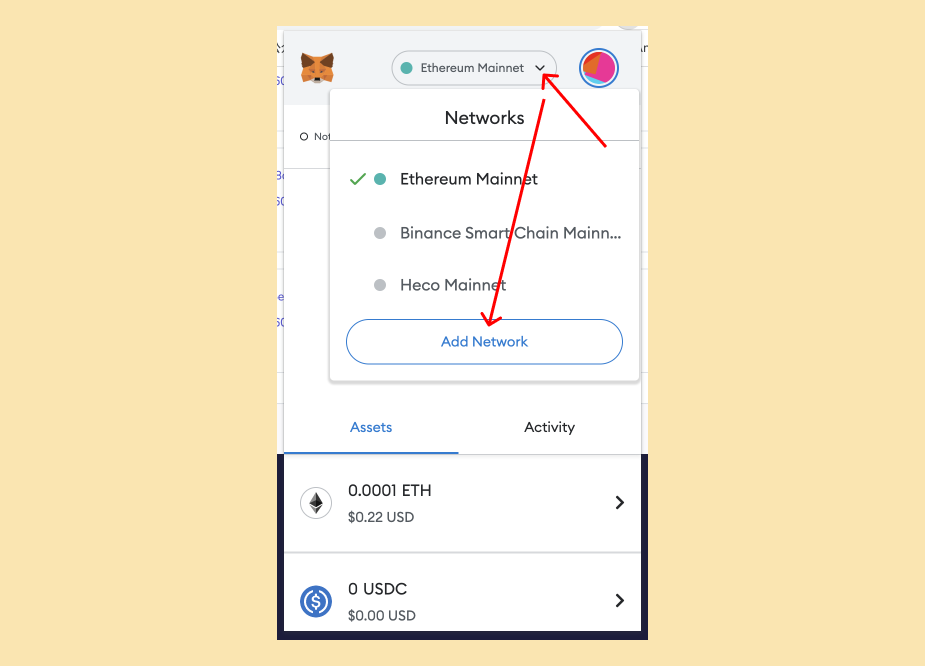 Ethereum Mainnet
Networks
Not
Ethereum Mainnet
Binance Smart Chain Mainn...
Heco Mainnet
Add Network
Assets
Activity
0.0001 ETH
$0.22 USD
0 USDC
$0.00 USD